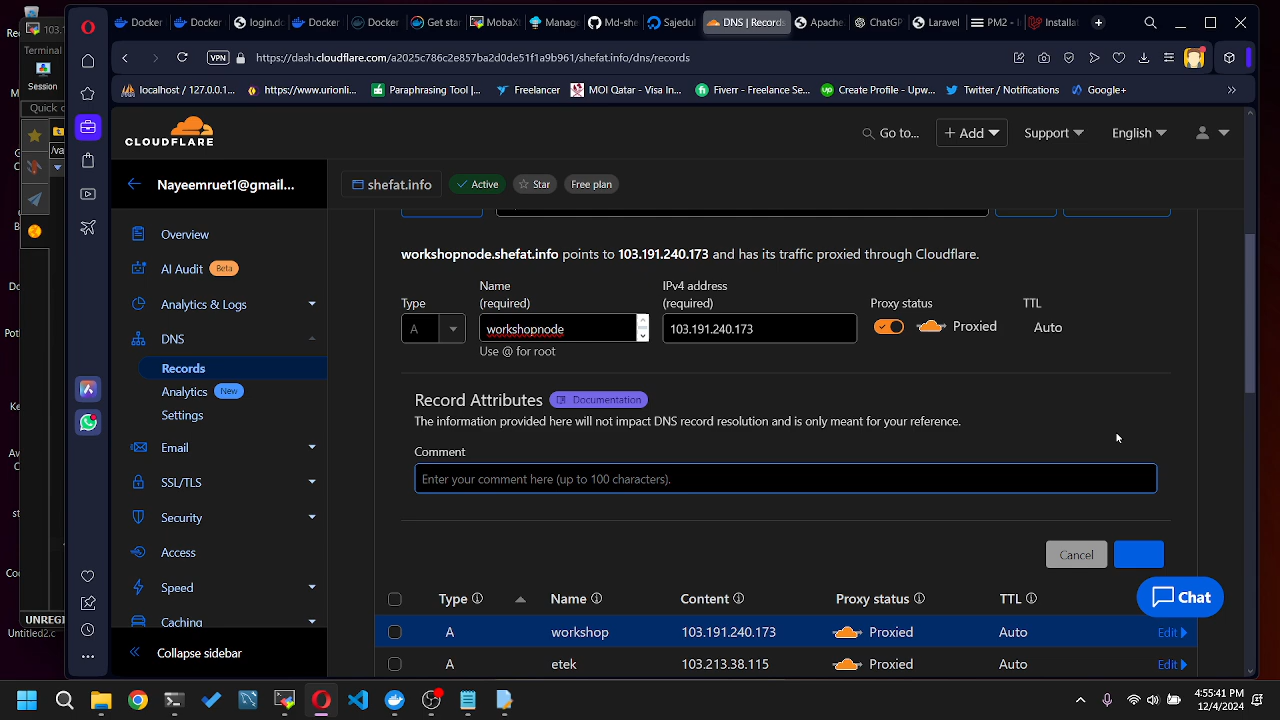 Docker
Docker
login.do
Docker
Docker
Get star
MobaXt
Manage
Md-she
Sajedul
DNS | Records
Apache
ChatGP
Laravel
PM2 -
Installat
VPN
https://dash.cloudflare.com/a2025c786c2e857ba2d0de51f1a9b961/shefat.info/dns/records
localhost / 127.0.0.1...
https://www.urionli...
Paraphrasing Tool |...
Freelancer
MOI Qatar - Visa In...
Fiverr - Freelance Se...
Create Profile - Upw...
Twitter / Notifications
Google+
Terminal
Session
Quick c
CLOUDFLARE
Go to...
+ Add
Support
English
Nayeemruet1@gmail...
shefat.info
Active
Star
Free plan
Overview
AI Audit Beta
Analytics & Logs
DNS
Records
Analytics New
Settings
Email
SSL/TLS
Security
Access
Speed
Caching
Collapse sidebar
workshopnode.shefat.info points to 103.191.240.173 and has its traffic proxied through Cloudflare.
Type
Name (required)
IPv4 address (required)
Proxy status
TTL
A
workshopnode
103.191.240.173
Proxied
Auto
Use @ for root
Record Attributes Documentation
The information provided here will not impact DNS record resolution and is only meant for your reference.
Comment
Enter your comment here (up to 100 characters).
Cancel
Chat
Type Name Content Proxy status TTL
A workshop 103.191.240.173 Proxied Auto Edit
A etek 103.213.38.115 Proxied Auto Edit
UNREGI
Untitled2.c
4:55:41 PM
12/4/2024